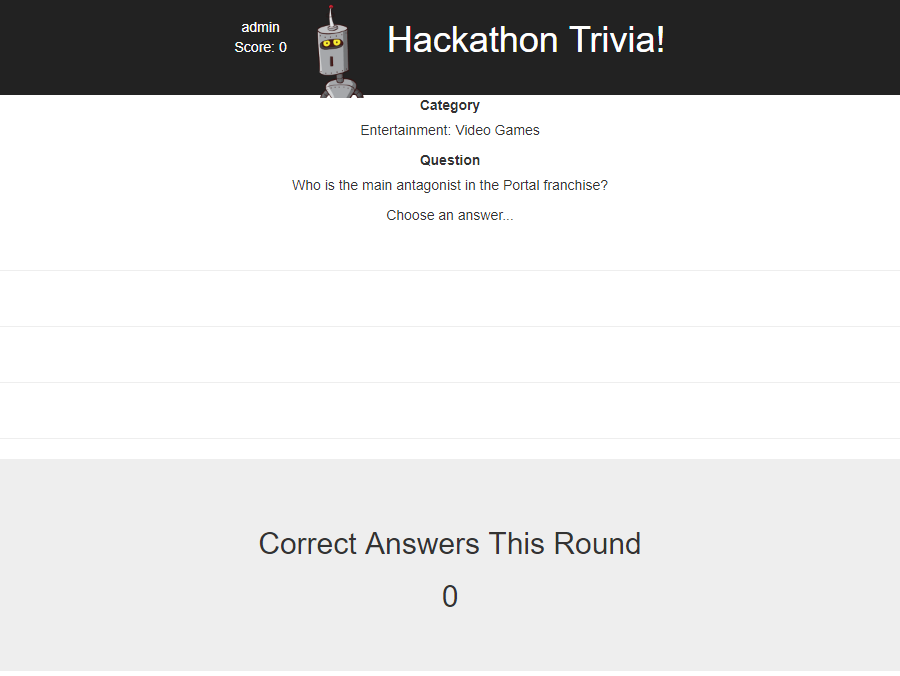 admin
Score: 0
Hackathon Trivia!
Category
Entertainment: Video Games
Question
Who is the main antagonist in the Portal franchise?
Choose an answer...
Correct Answers This Round
0